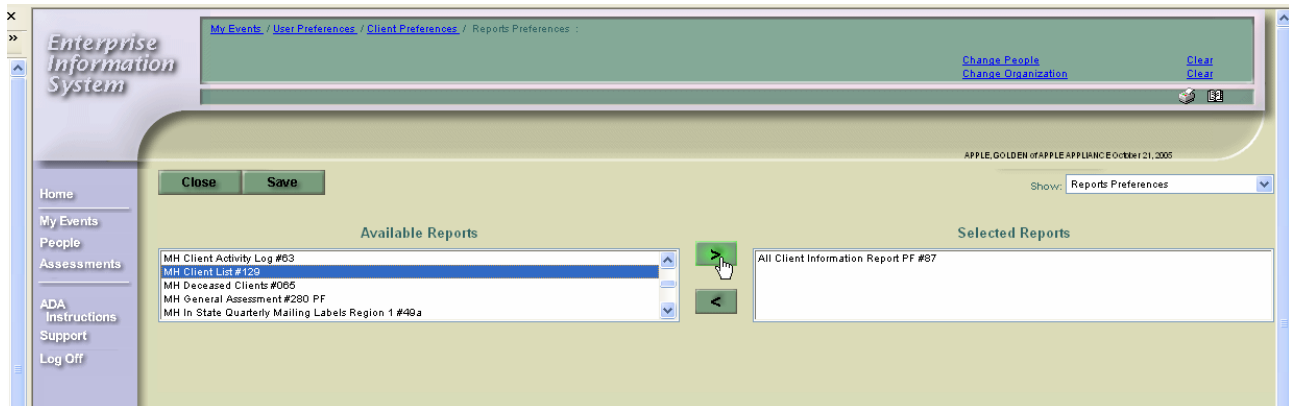 ×
»
Enterprise
Information
System
My Events / User Preferences / Client Preferences / Reports Preferences :
Change People Clear
Change Organization Clear
APPLE, GOLDEN of APPLE APPLIANCE October 21, 2005
Close Save
Show: Reports Preferences
Home
My Events
People
Assessments
ADA
Instructions
Support
Log Off
Available Reports
MH Client Activity Log #63
MH Client List #129
MH Deceased Clients #065
MH General Assessment #280 PF
MH In State Quarterly Mailing Labels Region 1 #49a
>
<
Selected Reports
All Client Information Report PF #87